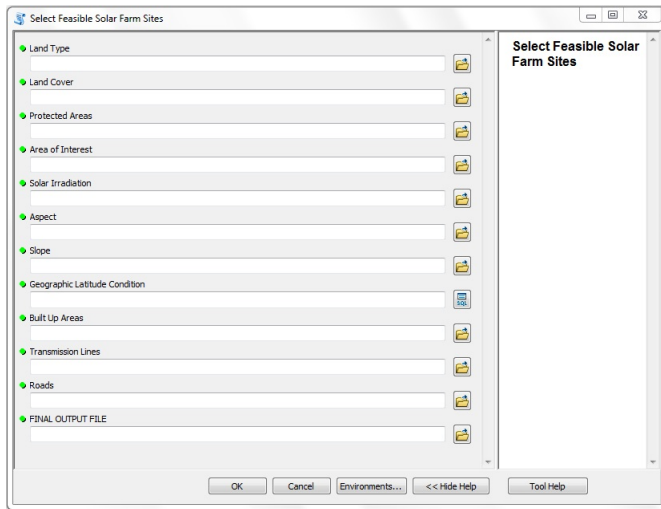 Select Feasible Solar Farm Sites
Land Type
Land Cover
Protected Areas
Area of Interest
Solar Irradiation
Aspect
Slope
Geographic Latitude Condition
SQL
Built Up Areas
Transmission Lines
Roads
FINAL OUTPUT FILE
OK
Cancel
Environments...
<< Hide Help
Tool Help
Select Feasible Solar
Farm Sites